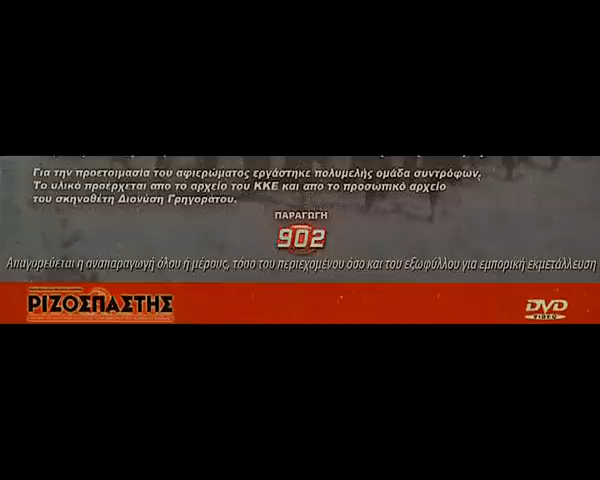 Για την προετοιμασία του αφιερώματος εργάστηκε πολυμελής ομάδα συντρόφων,
Το υλικό προέρχεται απο το αρχείο του ΚΚΕ και απο το προσωπικό αρχείο
του σκηνοθέτη Διονύση Γρηγοράτου.
ΠΑΡΑΓΩΓΗ
902
Απαγορεύεται η αναπαραγωγή όλου ή μέρους, τόσο του περιεχομένου όσο και του εξωφύλλου για εμπορική εκμετάλλευση
ΡΙΖΟΣΠΑΣΤΗΣ
DVD
VIDEO